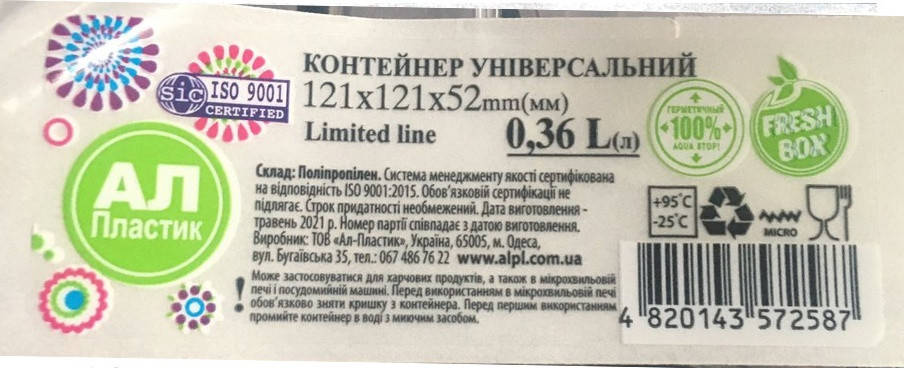 КОНТЕЙНЕР УНІВЕРСАЛЬНИЙ
121x121x52mm(мм)
Limited line 0,36 L(л)
SIC ISO 9001
CERTIFIED
АЛ
Пластик
ГЕРМЕТИЧНЫЙ
100%
AQUA STOP!
FRESH
BOX
Склад: Поліпропілен. Система менеджменту якості сертифікована
на відповідність ISO 9001:2015. Обов'язковій сертифікації не
підлягає. Строк придатності необмежений. Дата виготовлення -
травень 2021 р. Номер партії співпадає з датою виготовлення.
Виробник: ТОВ «Ал-Пластик», Україна, 65005, м. Одеса,
вул. Бугаївська 35, тел.: 067 486 76 22 www.alpl.com.ua
+95°C
-25°C
MICRO
! Може застосовуватися для харчових продуктів, а також в мікрохвильовій
печі і посудомийній машині. Перед використанням в мікрохвильовій печі
обов'язково зняти кришку з контейнера. Перед першим використанням
промийте контейнер в воді з миючим засобом.
4 820143 572587